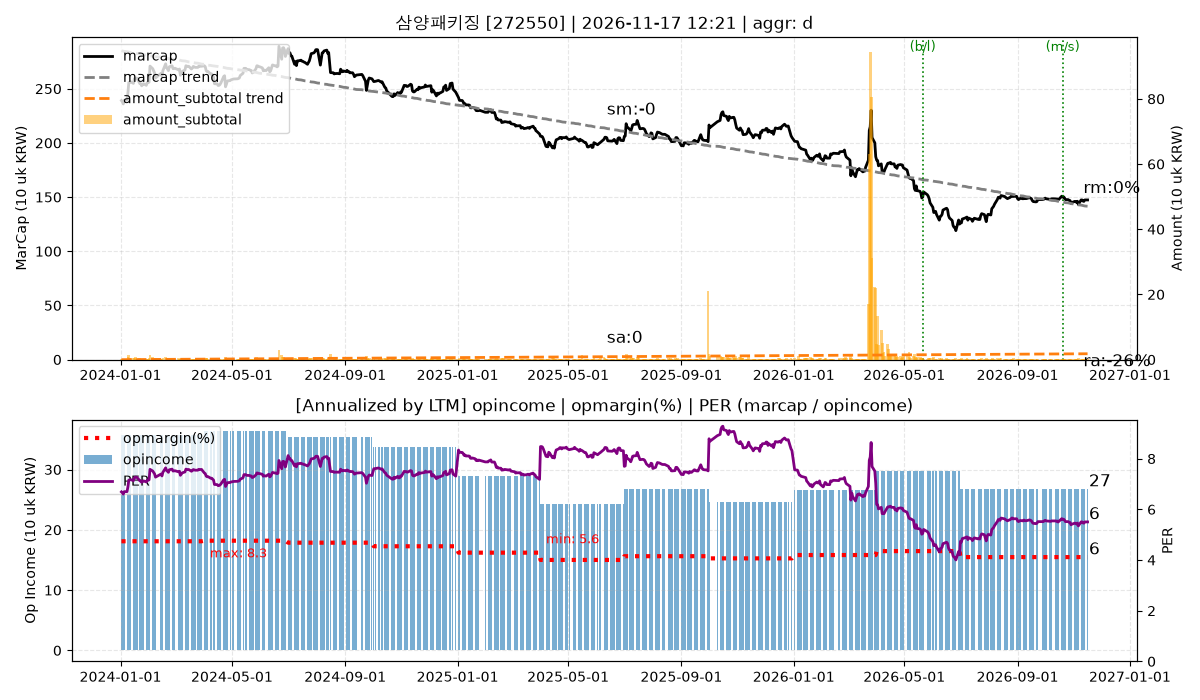 삼양패키징 [272550] | 2026-11-17 12:21 | aggr: d
(b/l)
(m/s)
marcap
marcap trend
amount_subtotal trend
amount_subtotal
sm:-0
rm:0%
sa:0
ra:-26%
MarCap (10 uk KRW)
0
50
100
150
200
250
Amount (10 uk KRW)
0
20
40
60
80
2024-01-01
2024-05-01
2024-09-01
2025-01-01
2025-05-01
2025-09-01
2026-01-01
2026-05-01
2026-09-01
2027-01-01
[Annualized by LTM] opincome | opmargin(%) | PER (marcap / opincome)
opmargin(%)
opincome
PER
max: 8.3
min: 5.6
27
6
6
Op Income (10 uk KRW)
0
10
20
30
PER
0
2
4
6
8
2024-01-01
2024-05-01
2024-09-01
2025-01-01
2025-05-01
2025-09-01
2026-01-01
2026-05-01
2026-09-01
2027-01-01